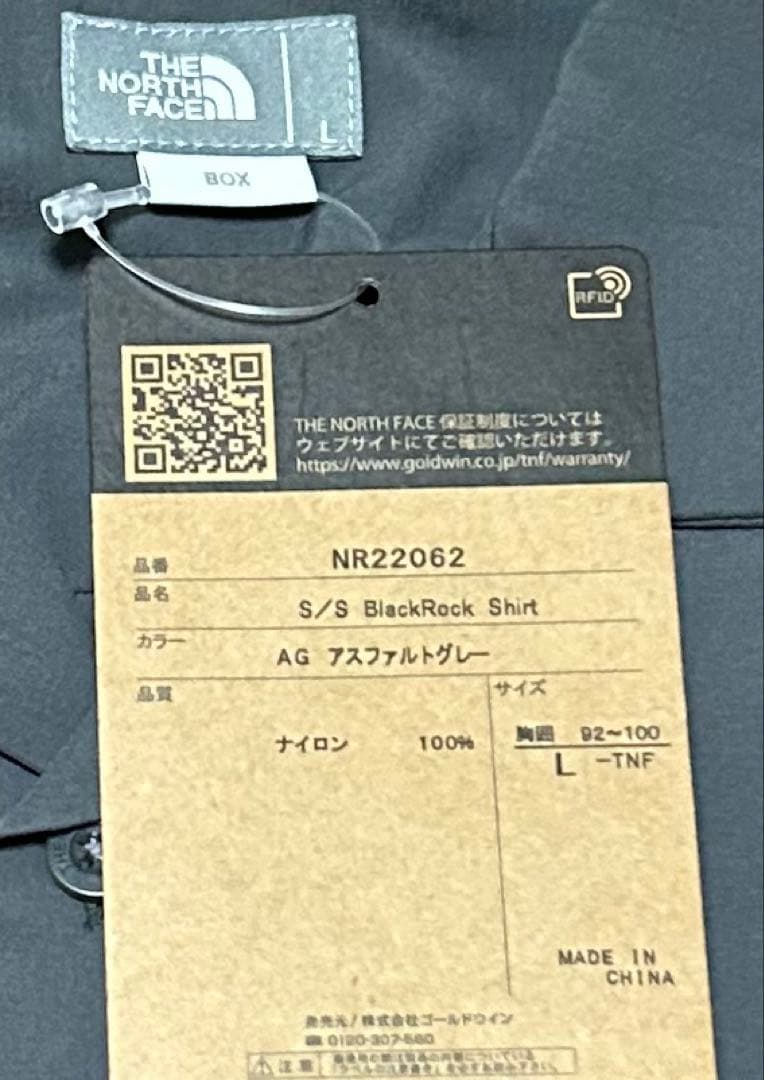 THE
NORTH
FACE
L
BOX
RFID
THE NORTH FACE 保証制度については
ウェブサイトにてご確認いただけます。
https://www.goldwin.co.jp/tnf/warranty/
品番 NR22062
品名 S/S BlackRock Shirt
カラー AG アスファルトグレー
品質 サイズ
ナイロン 100% 胸囲 92~100
L -TNF
MADE IN
CHINA
発売元/株式会社ゴールドウイン
0120-307-560
注意